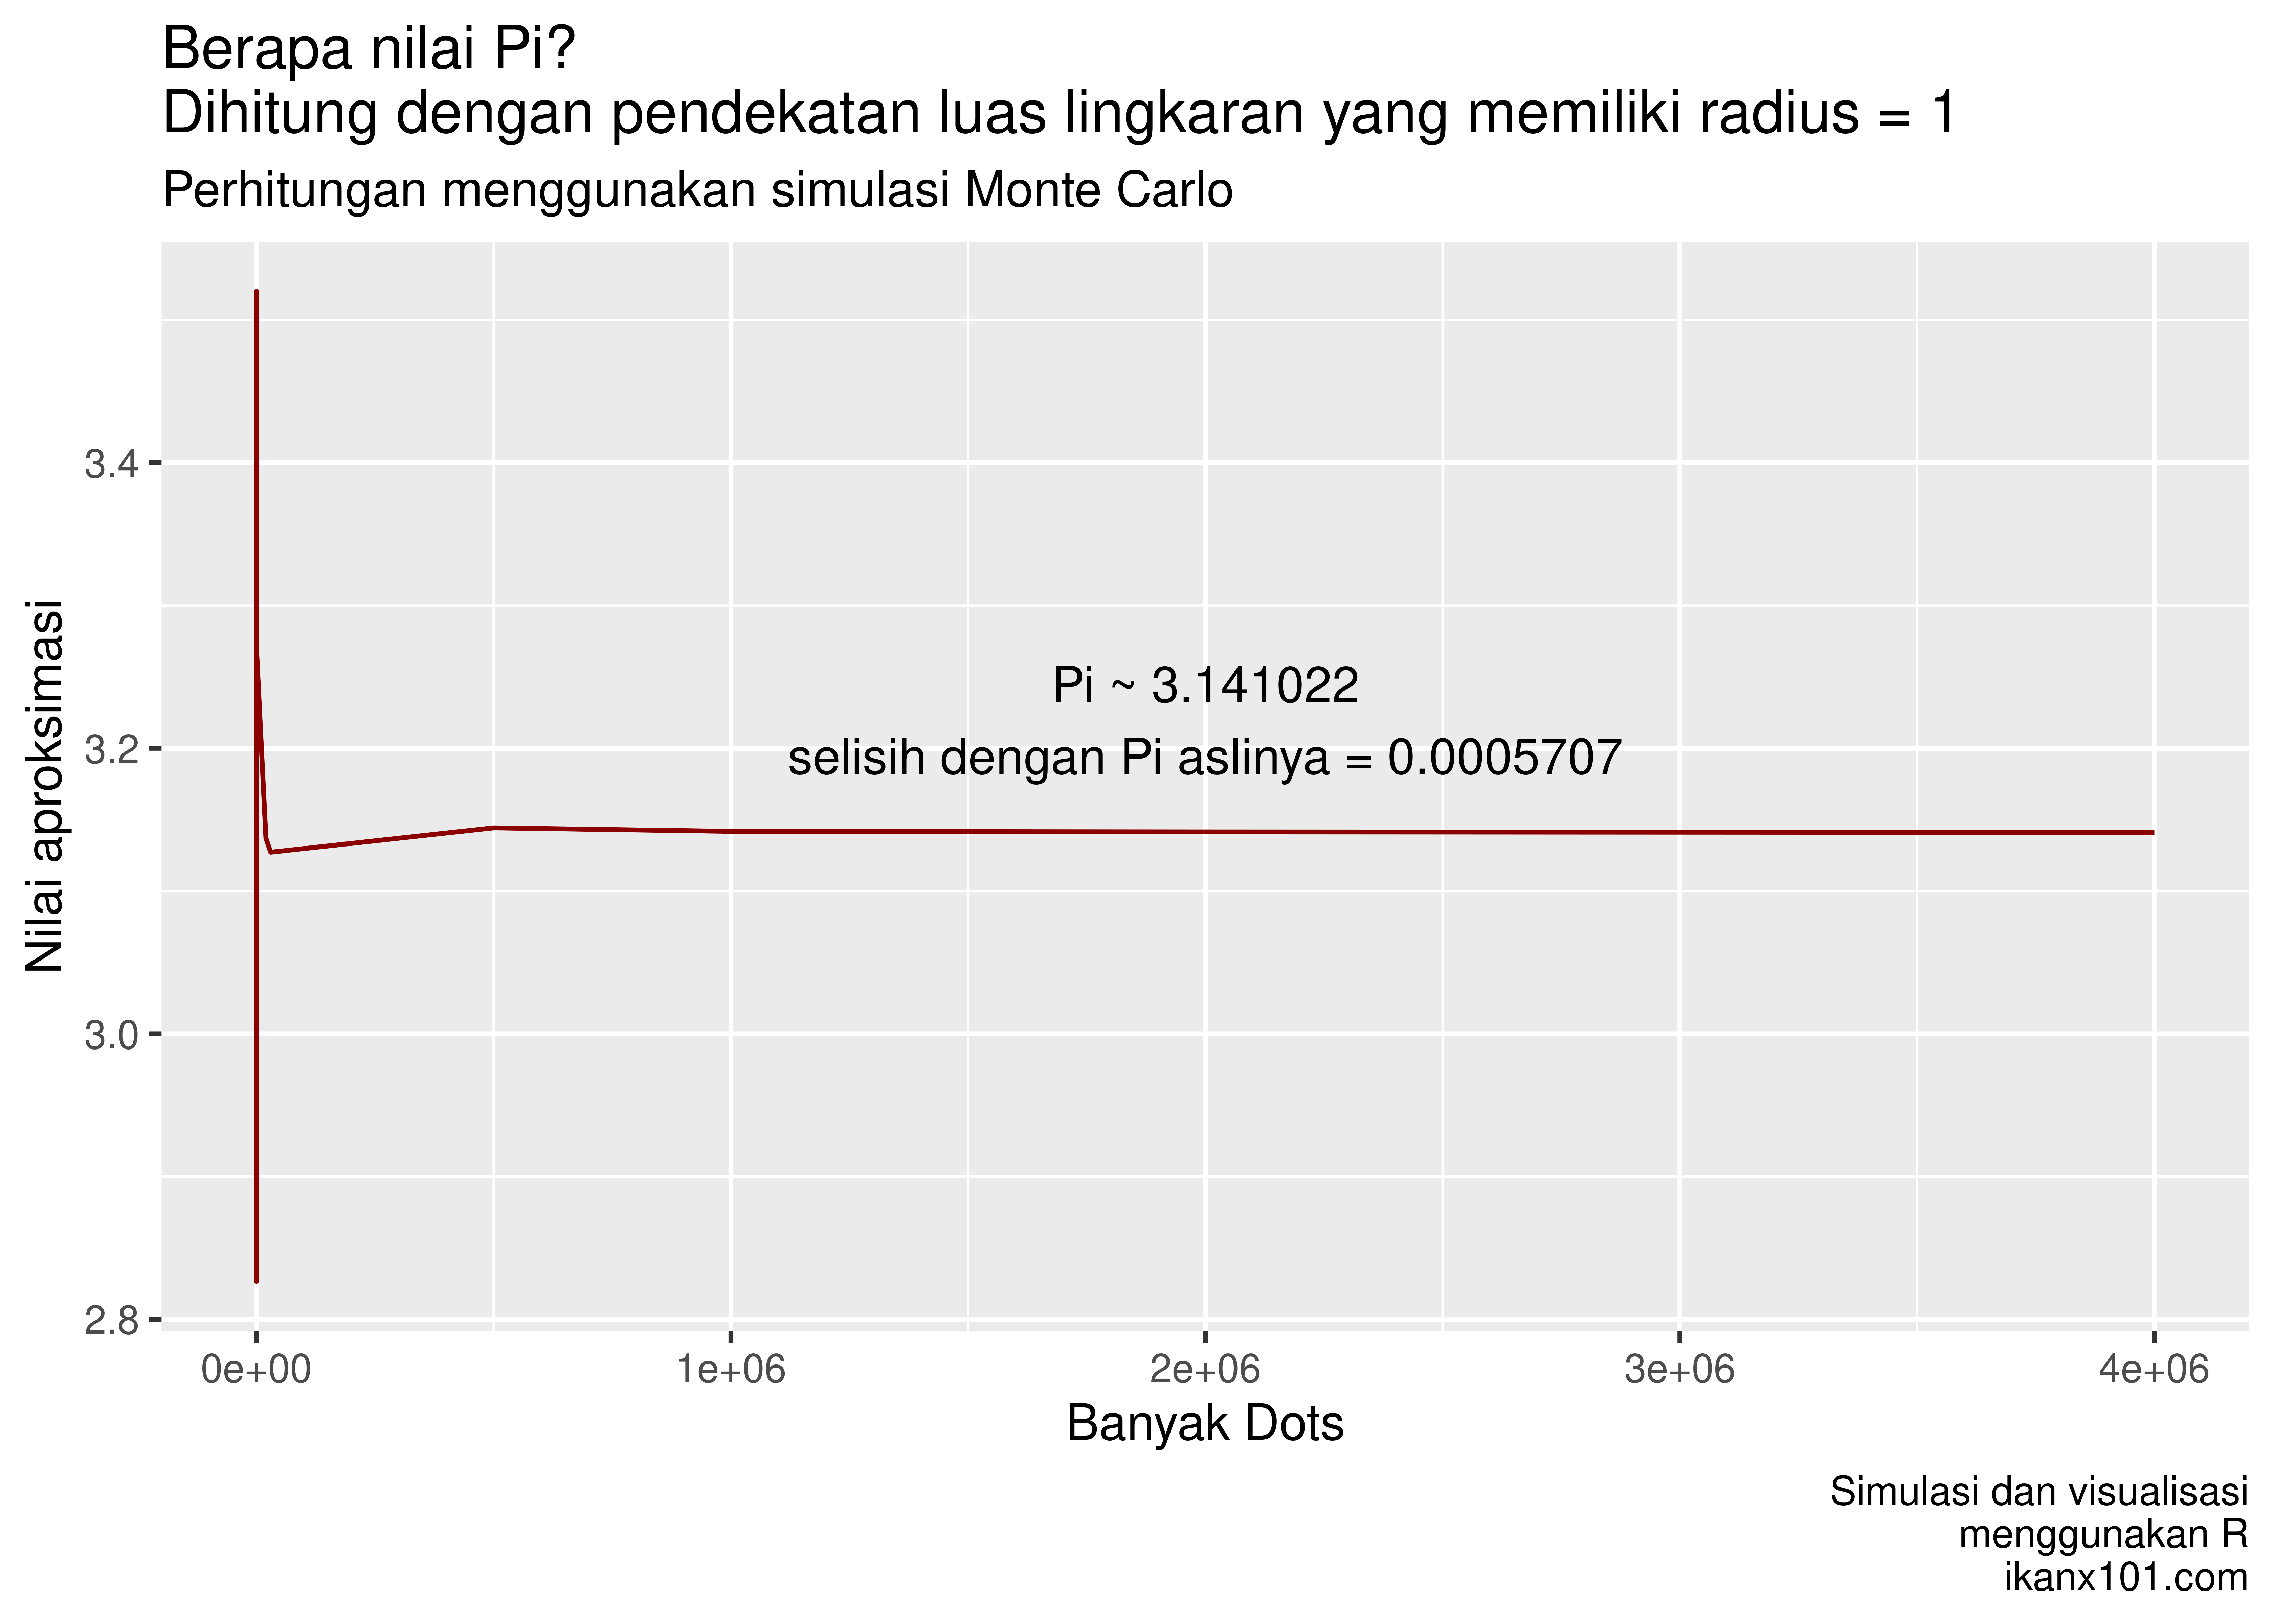 Berapa nilai Pi?
Dihitung dengan pendekatan luas lingkaran yang memiliki radius = 1
Perhitungan menggunakan simulasi Monte Carlo
Nilai aproksimasi
3.4
3.2
3.0
2.8
Pi ~ 3.141022
selisih dengan Pi aslinya = 0.0005707
0e+00 1e+06 2e+06 3e+06 4e+06
Banyak Dots
Simulasi dan visualisasi
menggunakan R
ikanx101.com